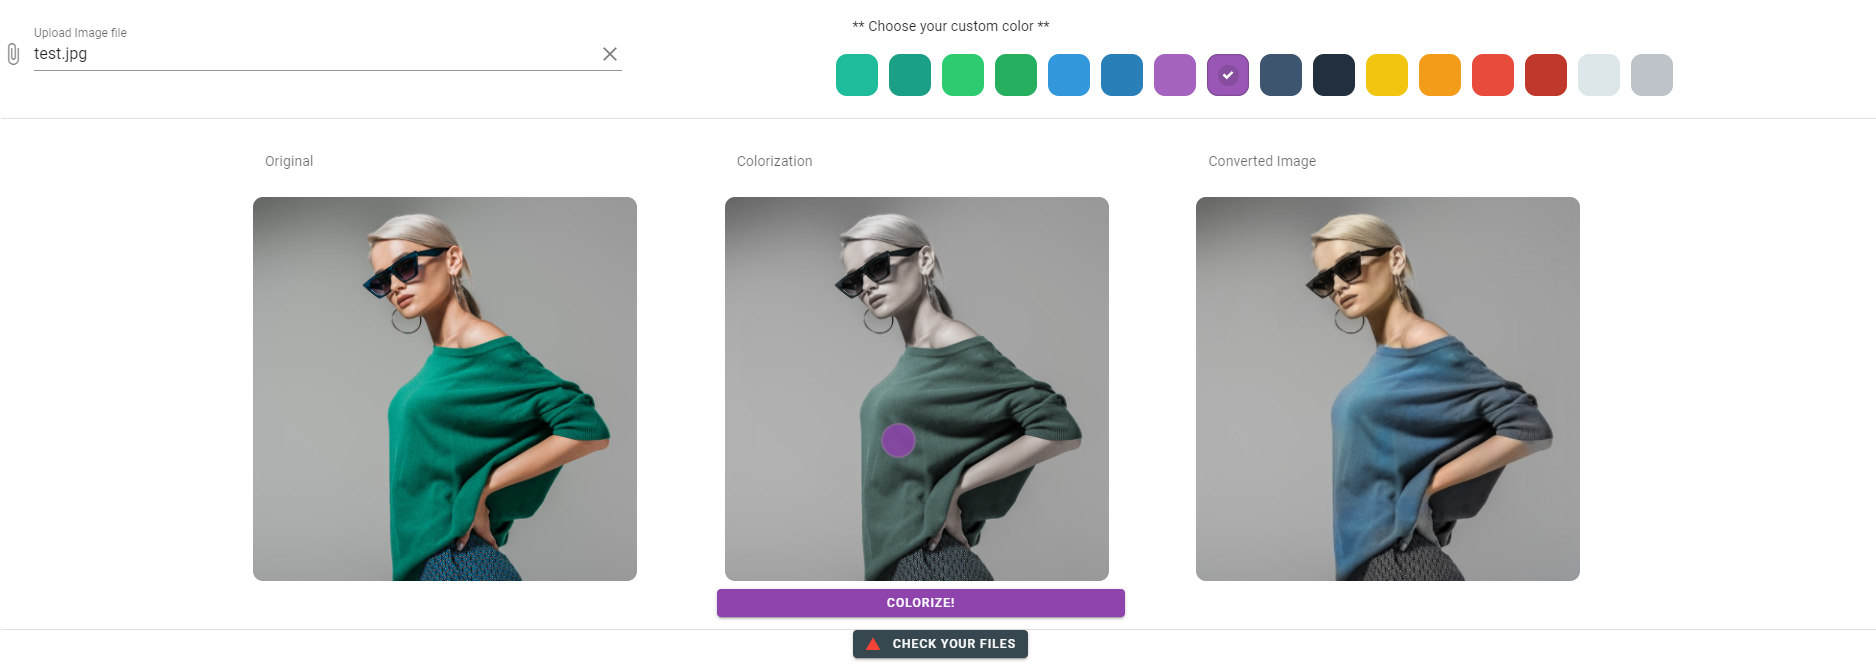 Upload Image file
test.jpg
** Choose your custom color **
Original
Colorization
Converted Image
COLORIZE!
CHECK YOUR FILES